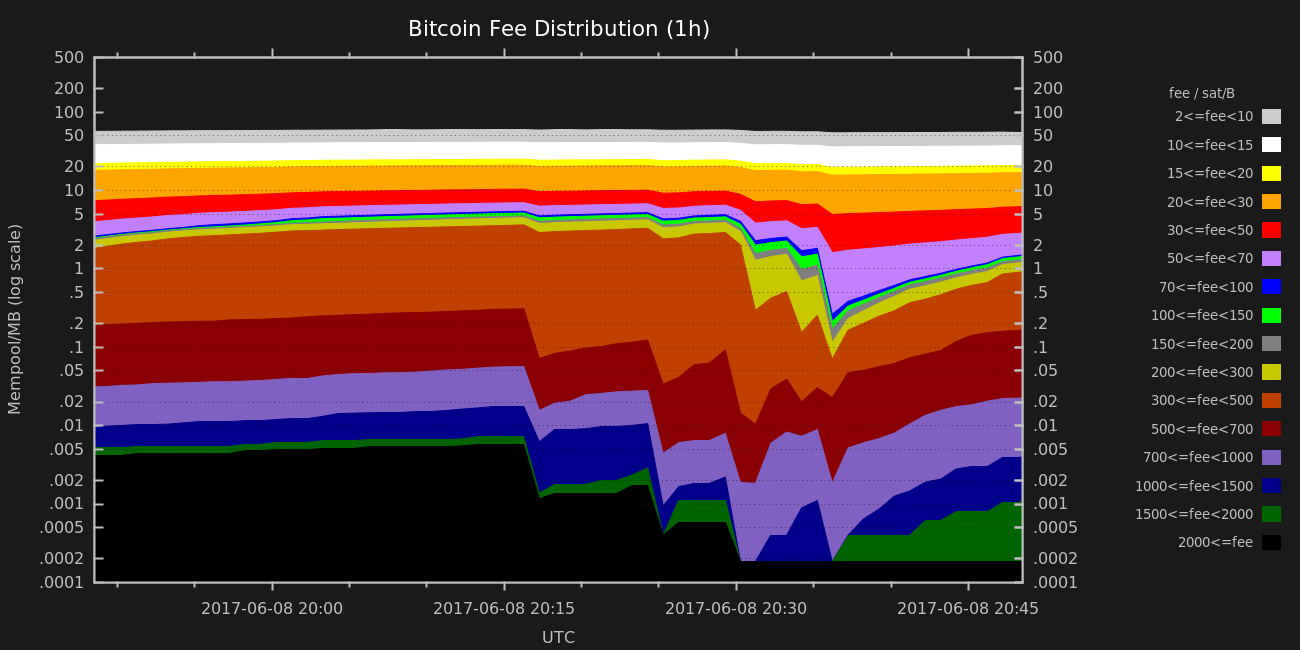 Bitcoin Fee Distribution (1h)
500 500
200 200
100 100
50 50
20 20
10 10
5 5
2 2
1 1
.5 .5
.2 .2
.1 .1
.05 .05
.02 .02
.01 .01
.005 .005
.002 .002
.001 .001
.0005 .0005
.0002 .0002
.0001 .0001
Mempool/MB (log scale)
2017-06-08 20:00 2017-06-08 20:15 2017-06-08 20:30 2017-06-08 20:45
UTC
fee / sat/B
2<=fee<10
10<=fee<15
15<=fee<20
20<=fee<30
30<=fee<50
50<=fee<70
70<=fee<100
100<=fee<150
150<=fee<200
200<=fee<300
300<=fee<500
500<=fee<700
700<=fee<1000
1000<=fee<1500
1500<=fee<2000
2000<=fee